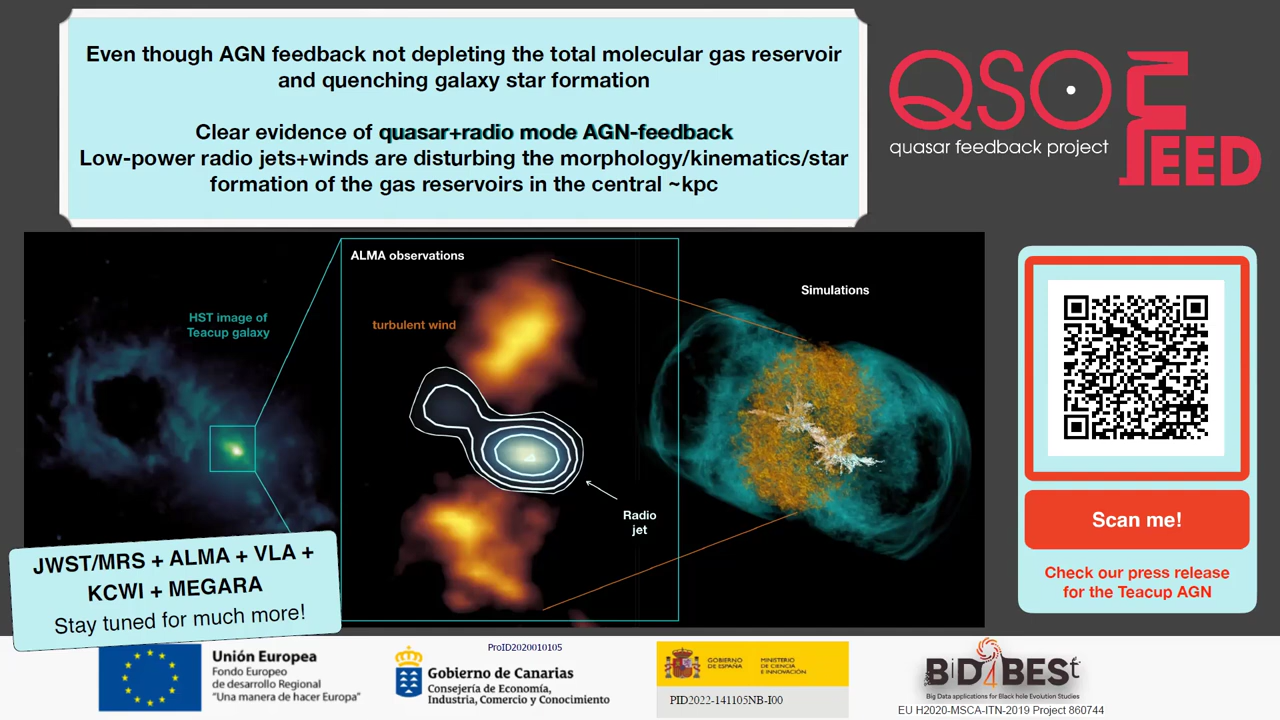 Even though AGN feedback not depleting the total molecular gas reservoir
and quenching galaxy star formation
Clear evidence of quasar+radio mode AGN-feedback
Low-power radio jets+winds are disturbing the morphology/kinematics/star
formation of the gas reservoirs in the central ~kpc
QSO
quasar feedback project
FEED
HST image of
Teacup galaxy
ALMA observations
turbulent wind
Radio
jet
Simulations
Scan me!
Check our press release
for the Teacup AGN
JWST/MRS + ALMA + VLA +
KCWI + MEGARA
Stay tuned for much more!
Unión Europea
Fondo Europeo
de desarrollo Regional
"Una manera de hacer Europa"
ProID2020010105
Gobierno de Canarias
Consejería de Economía,
Industria, Comercio y Conocimiento
GOBIERNO
DE ESPAÑA
MINISTERIO
DE CIENCIA
E INNOVACIÓN
PID2022-141105NB-I00
BiD4BESt
Big Data applications for Black hole Evolution Studies
EU H2020-MSCA-ITN-2019 Project 860744